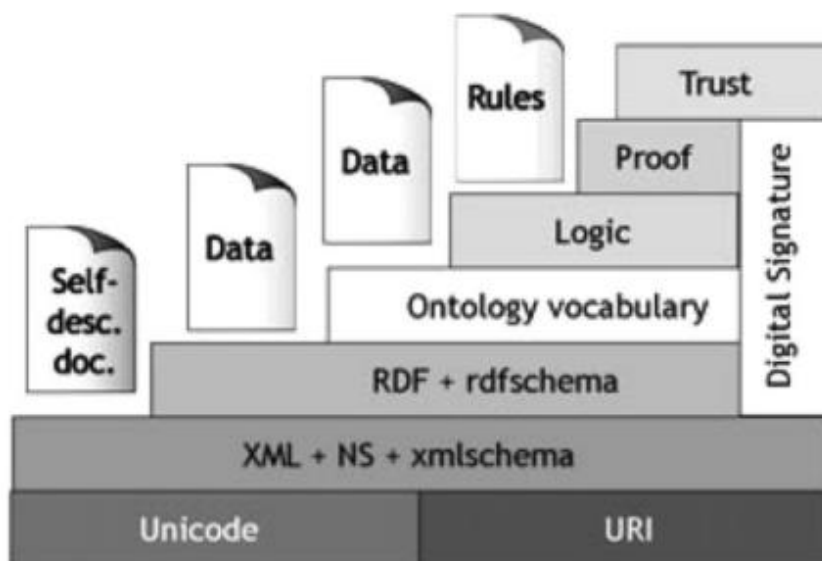 Rules
Trust
Data
Proof
Data
Logic
Self-
desc.
doc.
Ontology vocabulary
Digital Signature
RDF + rdfschema
XML + NS + xmlschema
Unicode
URI